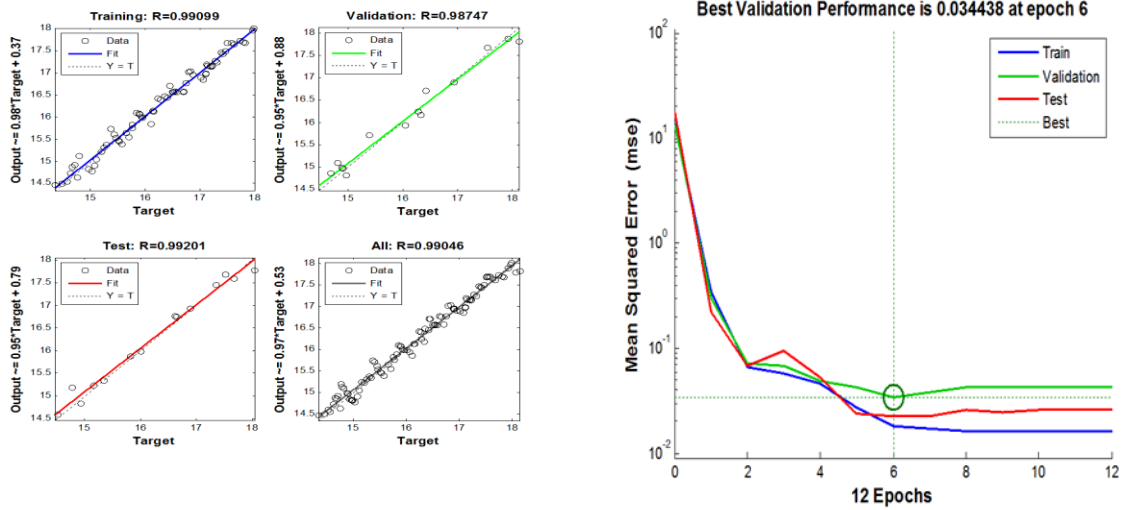 Training: R=0.99099
Output ~= 0.98*Target + 0.37
18
17.5
17
16.5
16
15.5
15
14.5
Data
Fit
Y = T
15 16 17 18
Target
Validation: R=0.98747
Output ~= 0.95*Target + 0.88
18
17.5
17
16.5
16
15.5
15
14.5
Data
Fit
Y = T
15 16 17 18
Target
Test: R=0.99201
Output ~= 0.95*Target + 0.79
18
17.5
17
16.5
16
15.5
15
14.5
Data
Fit
Y = T
15 16 17 18
Target
All: R=0.99046
Output ~= 0.97*Target + 0.53
18
17.5
17
16.5
16
15.5
15
14.5
Data
Fit
Y = T
15 16 17 18
Target
Best Validation Performance is 0.034438 at epoch 6
Mean Squared Error (mse)
10^1
10^0
10^-1
10^-2
Train
Validation
Test
Best
0 2 4 6 8 10 12
12 Epochs